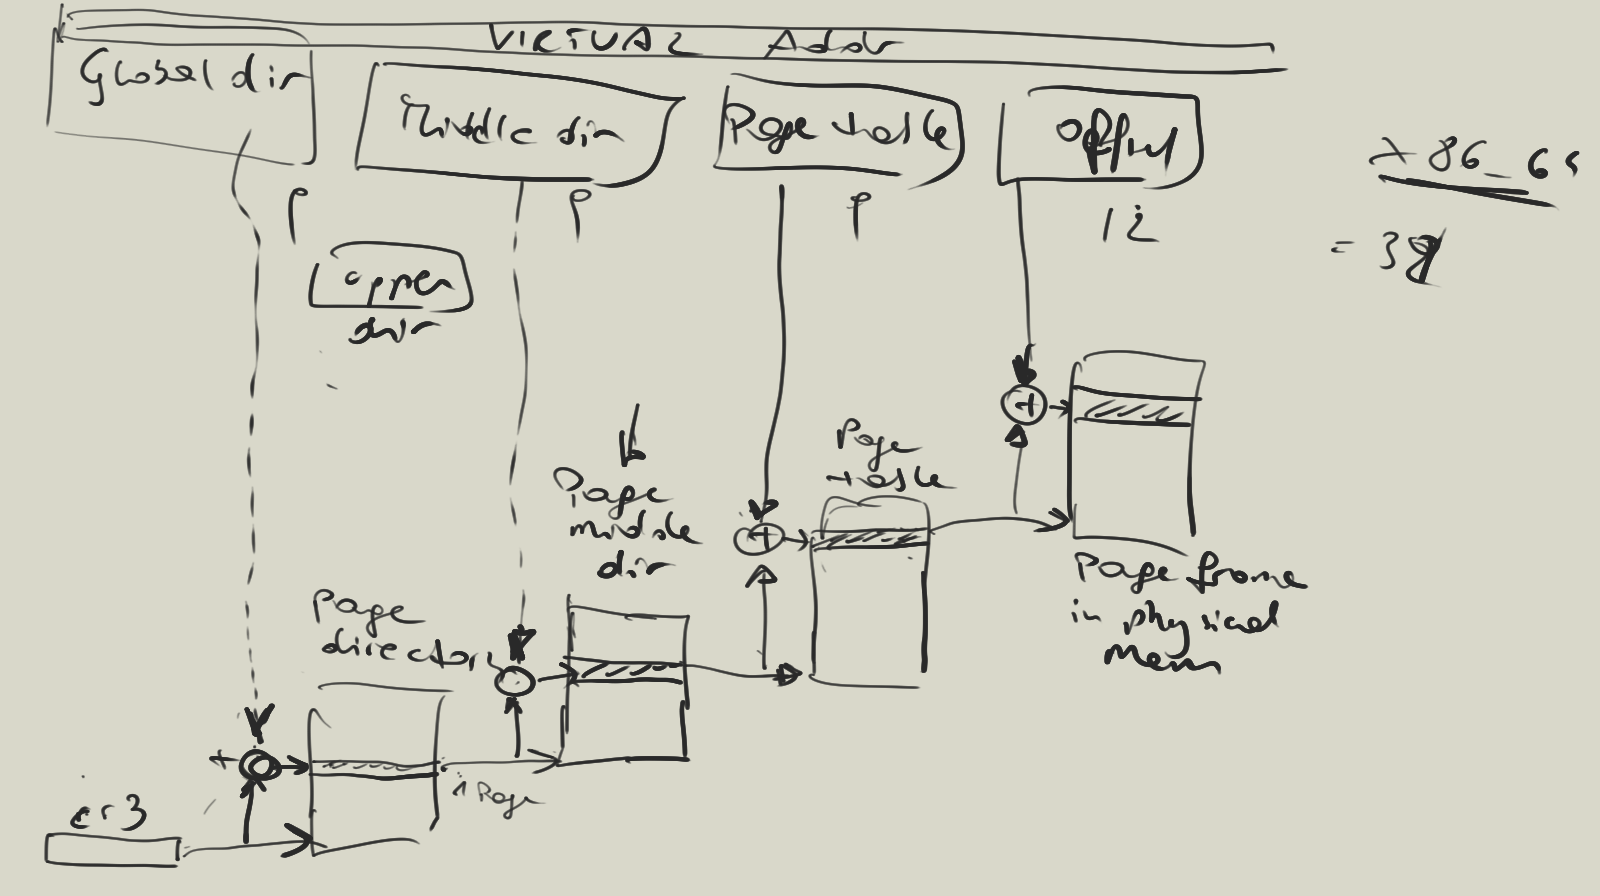 VIRTUAL Addr
Global dir
Middle dir
Page table
offset
x86_64
9
9
9
12
= 39
upper
dir
Page
table
Page
middle
dir
Page frame
in physical
Mem
Page
directory
+
+
+
1 Page
cr3